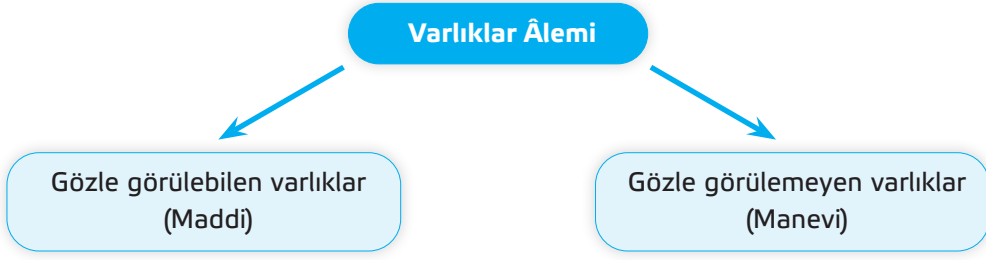 Varlıklar Âlemi
Gözle görülebilen varlıklar
(Maddi)
Gözle görülemeyen varlıklar
(Manevi)